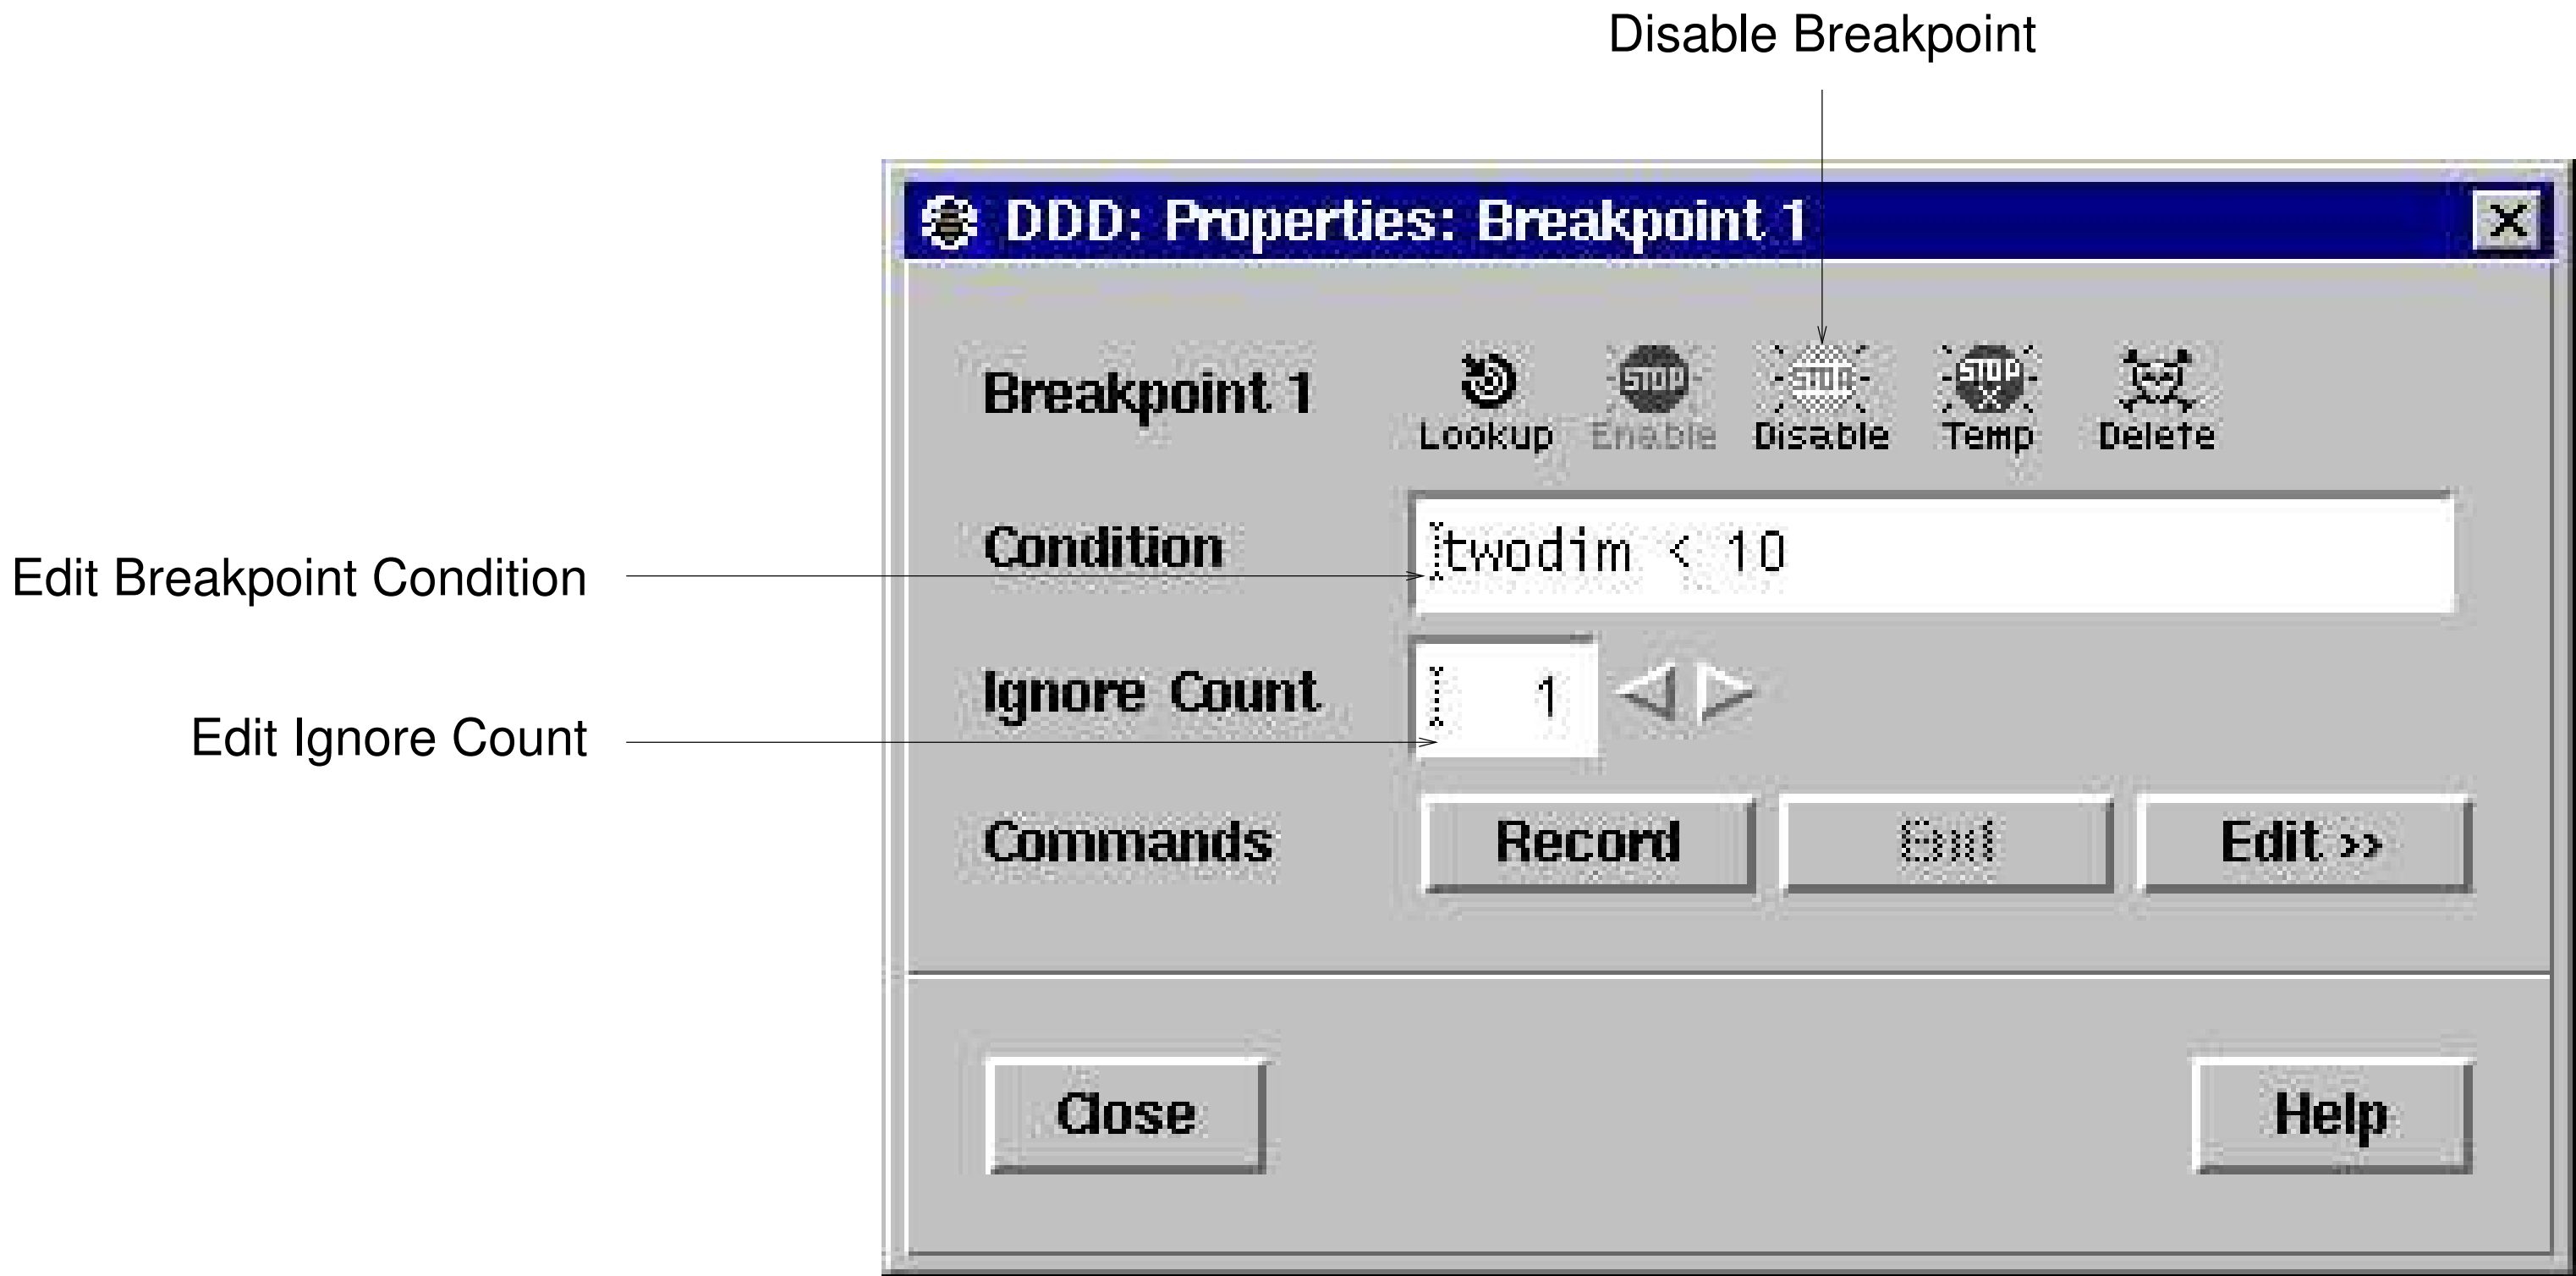 Disable Breakpoint
DDD: Properties: Breakpoint 1
Breakpoint 1
STOP STOP STOP
Lookup Enable Disable Temp Delete
Edit Breakpoint Condition
Condition twodim < 10
Ignore Count 1
Edit Ignore Count
Commands Record End Edit >>
Close Help